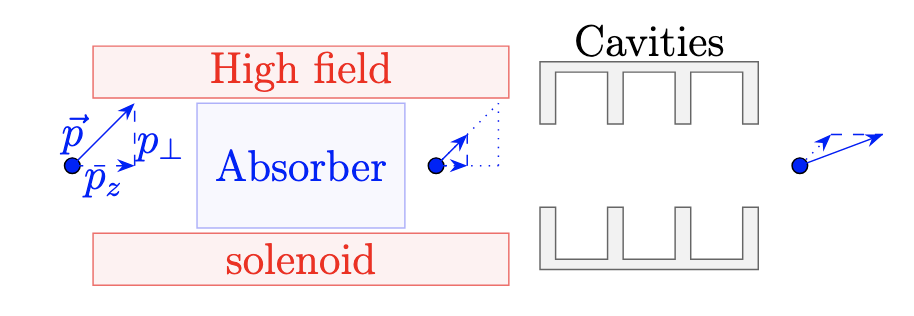 Cavities
High field
p⃗
p⊥
Absorber
p̄z
solenoid